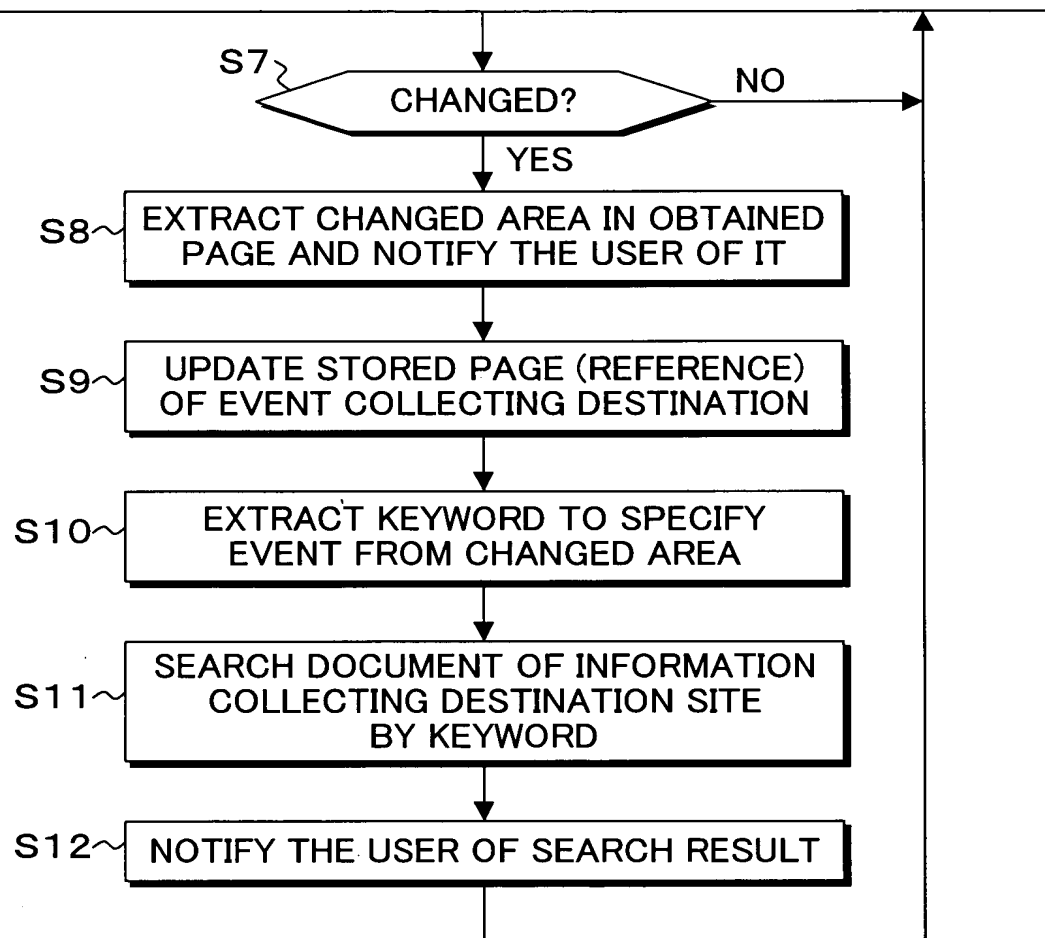 S7
CHANGED?
NO
YES
S8
EXTRACT CHANGED AREA IN OBTAINED
PAGE AND NOTIFY THE USER OF IT
S9
UPDATE STORED PAGE (REFERENCE)
OF EVENT COLLECTING DESTINATION
S10
EXTRACT KEYWORD TO SPECIFY
EVENT FROM CHANGED AREA
S11
SEARCH DOCUMENT OF INFORMATION
COLLECTING DESTINATION SITE
BY KEYWORD
S12
NOTIFY THE USER OF SEARCH RESULT